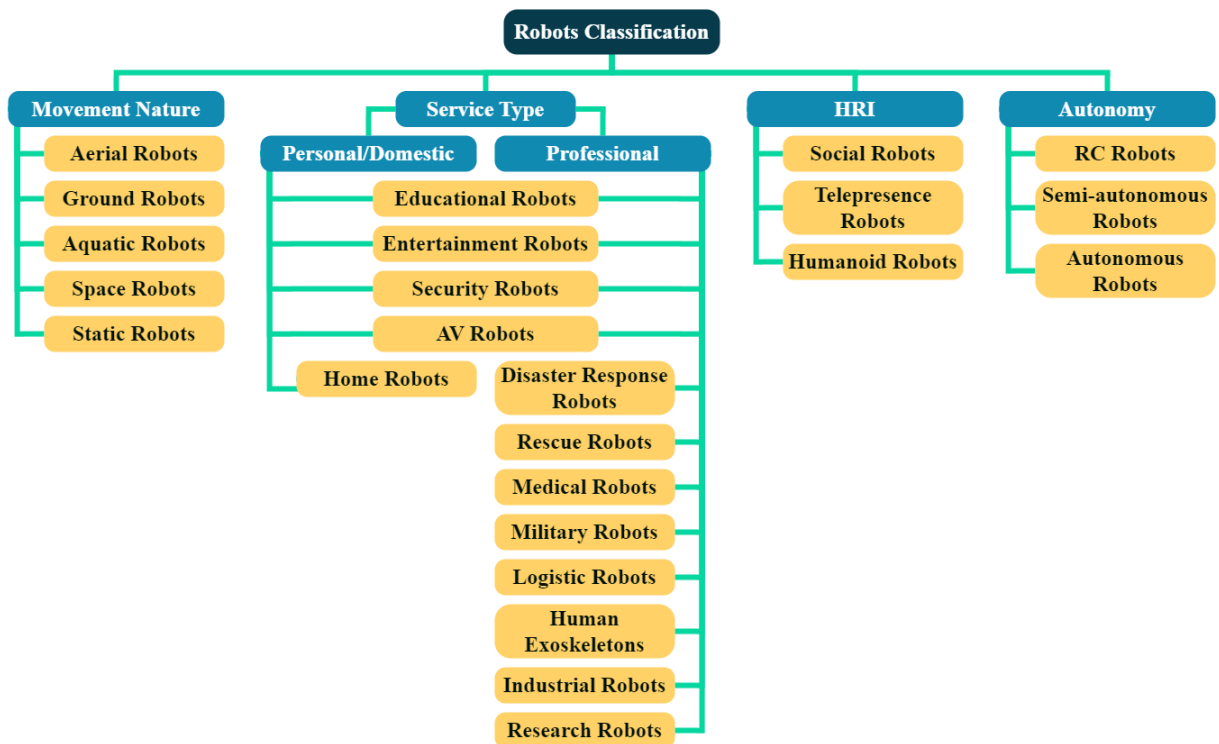 Robots Classification
Movement Nature
Aerial Robots
Ground Robots
Aquatic Robots
Space Robots
Static Robots
Service Type
Personal/Domestic
Professional
Educational Robots
Entertainment Robots
Security Robots
AV Robots
Home Robots
Disaster Response
Robots
Rescue Robots
Medical Robots
Military Robots
Logistic Robots
Human
Exoskeletons
Industrial Robots
Research Robots
HRI
Social Robots
Telepresence
Robots
Humanoid Robots
Autonomy
RC Robots
Semi-autonomous
Robots
Autonomous
Robots